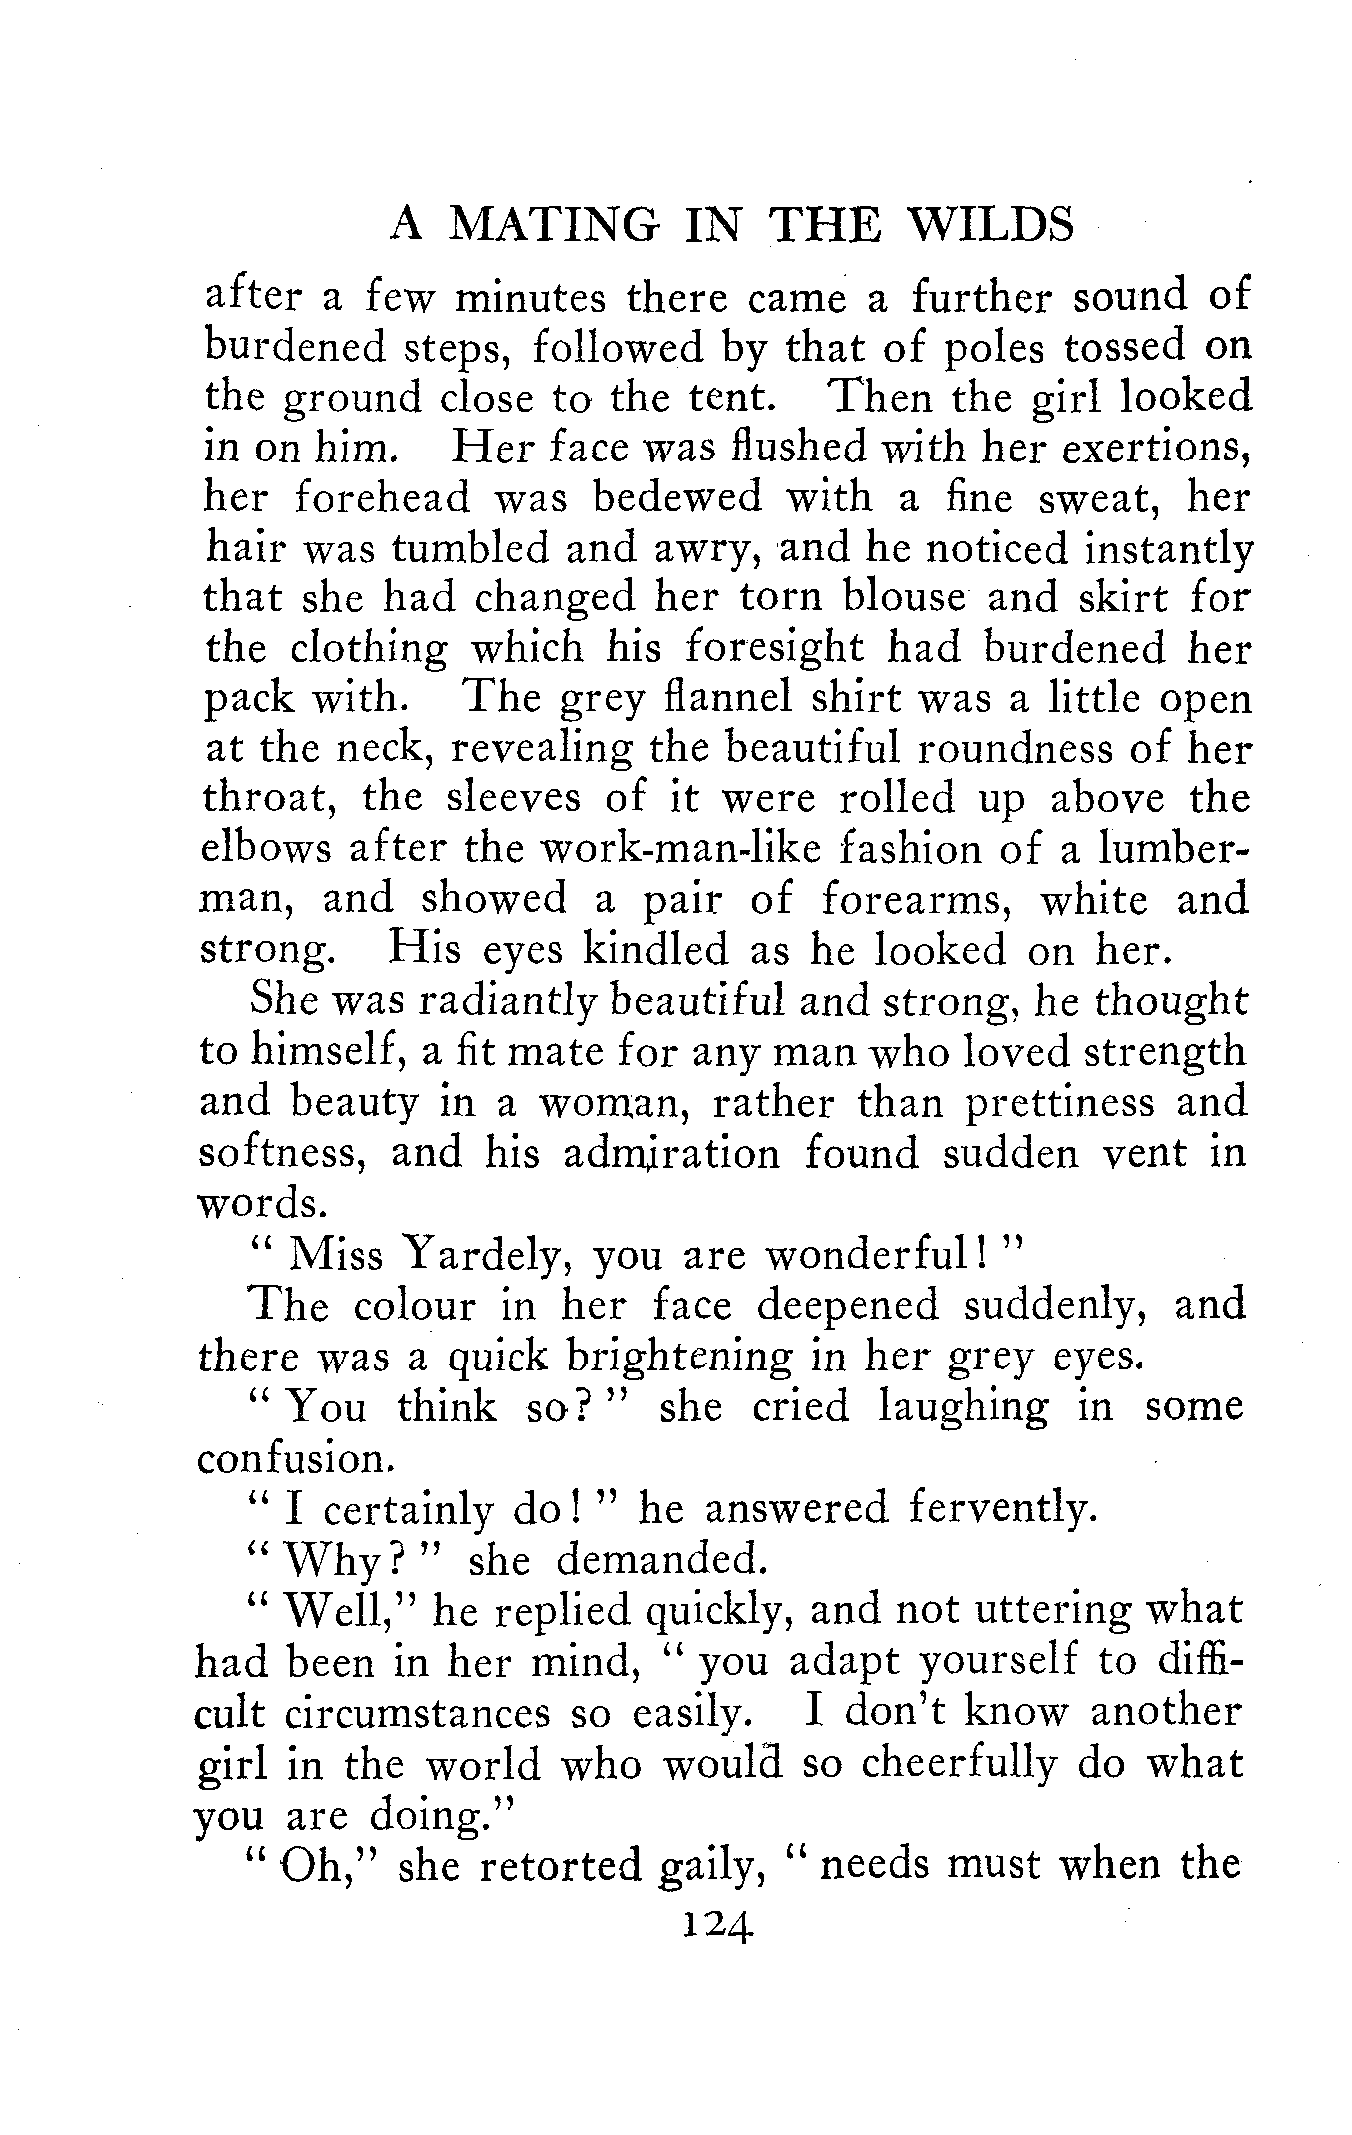 A MATING IN THE WILDS
after a few minutes there came a further sound of
burdened steps, followed by that of poles tossed on
the ground close to the tent. Then the girl looked
in on him. Her face was flushed with her exertions,
her forehead was bedewed with a fine sweat, her
hair was tumbled and awry, and he noticed instantly
that she had changed her torn blouse and skirt for
the clothing which his foresight had burdened her
pack with. The grey flannel shirt was a little open
at the neck, revealing the beautiful roundness of her
throat, the sleeves of it were rolled up above the
elbows after the work-man-like fashion of a lumber-
man, and showed a pair of forearms, white and
strong. His eyes kindled as he looked on her.
She was radiantly beautiful and strong, he thought
to himself, a fit mate for any man who loved strength
and beauty in a woman, rather than prettiness and
softness, and his admiration found sudden vent in
words.
" Miss Yardely, you are wonderful! "
The colour in her face deepened suddenly, and
there was a quick brightening in her grey eyes.
" You think so? " she cried laughing in some
confusion.
" I certainly do! " he answered fervently.
" Why? " she demanded.
" Well," he replied quickly, and not uttering what
had been in her mind, " you adapt yourself to diffi-
cult circumstances so easily. I don't know another
girl in the world who would so cheerfully do what
you are doing."
" Oh," she retorted gaily, " needs must when the
124